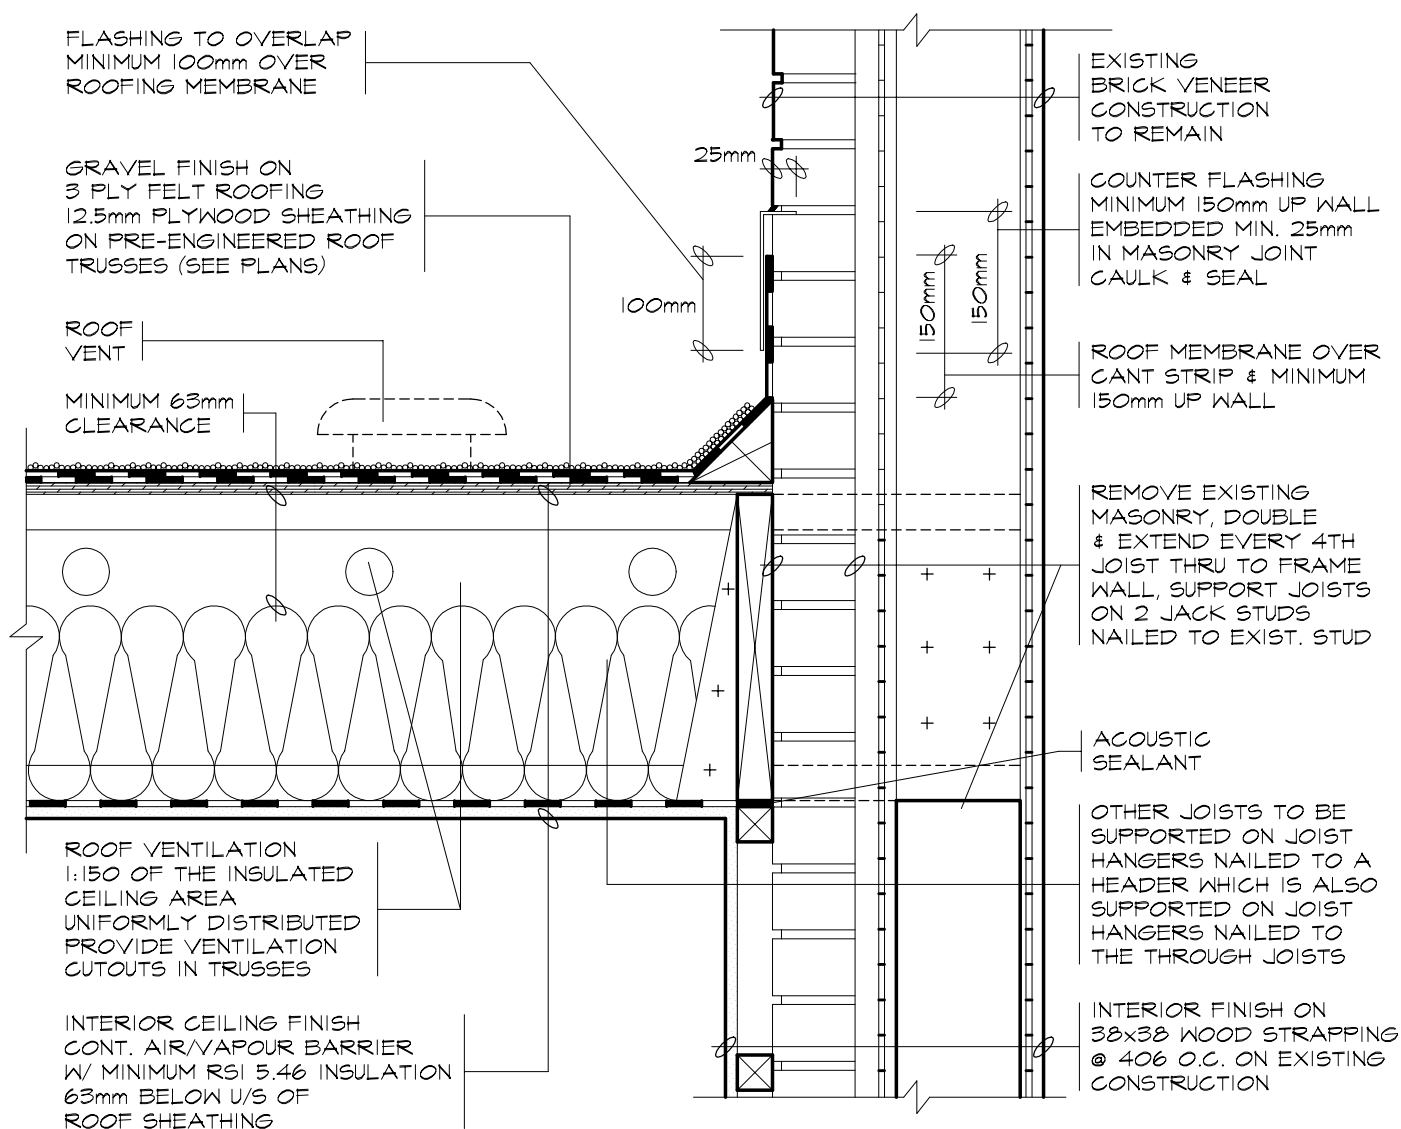 FLASHING TO OVERLAP
MINIMUM 100mm OVER
ROOFING MEMBRANE
GRAVEL FINISH ON
3 PLY FELT ROOFING
12.5mm PLYWOOD SHEATHING
ON PRE-ENGINEERED ROOF
TRUSSES (SEE PLANS)
ROOF
VENT
MINIMUM 63mm
CLEARANCE
25mm
100mm
150mm
150mm
EXISTING
BRICK VENEER
CONSTRUCTION
TO REMAIN
COUNTER FLASHING
MINIMUM 150mm UP WALL
EMBEDDED MIN. 25mm
IN MASONRY JOINT
CAULK & SEAL
ROOF MEMBRANE OVER
CANT STRIP & MINIMUM
150mm UP WALL
REMOVE EXISTING
MASONRY, DOUBLE
& EXTEND EVERY 4TH
JOIST THRU TO FRAME
WALL, SUPPORT JOISTS
ON 2 JACK STUDS
NAILED TO EXIST. STUD
ACOUSTIC
SEALANT
OTHER JOISTS TO BE
SUPPORTED ON JOIST
HANGERS NAILED TO A
HEADER WHICH IS ALSO
SUPPORTED ON JOIST
HANGERS NAILED TO
THE THROUGH JOISTS
INTERIOR FINISH ON
38x38 WOOD STRAPPING
@ 406 O.C. ON EXISTING
CONSTRUCTION
ROOF VENTILATION
1:150 OF THE INSULATED
CEILING AREA
UNIFORMLY DISTRIBUTED
PROVIDE VENTILATION
CUTOUTS IN TRUSSES
INTERIOR CEILING FINISH
CONT. AIR/VAPOUR BARRIER
W/ MINIMUM RSI 5.46 INSULATION
63mm BELOW U/S OF
ROOF SHEATHING